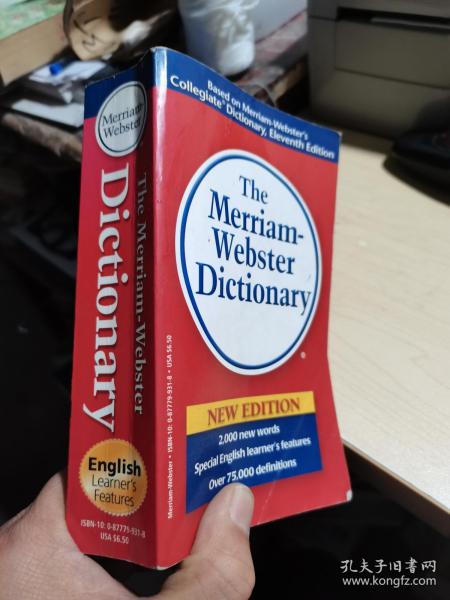 Based on Merriam-Webster's
Collegiate® Dictionary, Eleventh Edition
The
Merriam-
Webster
Dictionary
®
NEW EDITION
2,000 new words
Special English learner's features
Over 75,000 definitions
Merriam-
Webster
Dictionary
The Merriam-Webster
English
Learner's
Features
ISBN-10: 0-87779-931-8
USA $6.50
Merriam-Webster • ISBN-10: 0-87779-931-8 • USA $6.50
孔夫子旧书网
www.kongfz.com